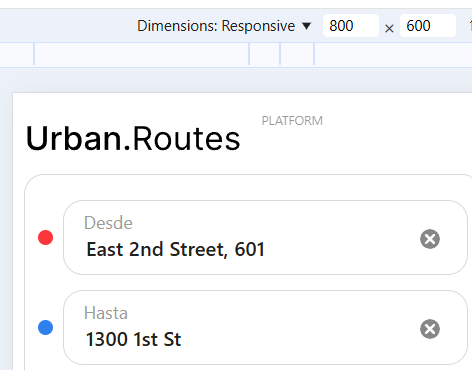 Dimensions: Responsive ▼ 800 × 600
Urban.Routes PLATFORM
Desde
East 2nd Street, 601
Hasta
1300 1st St